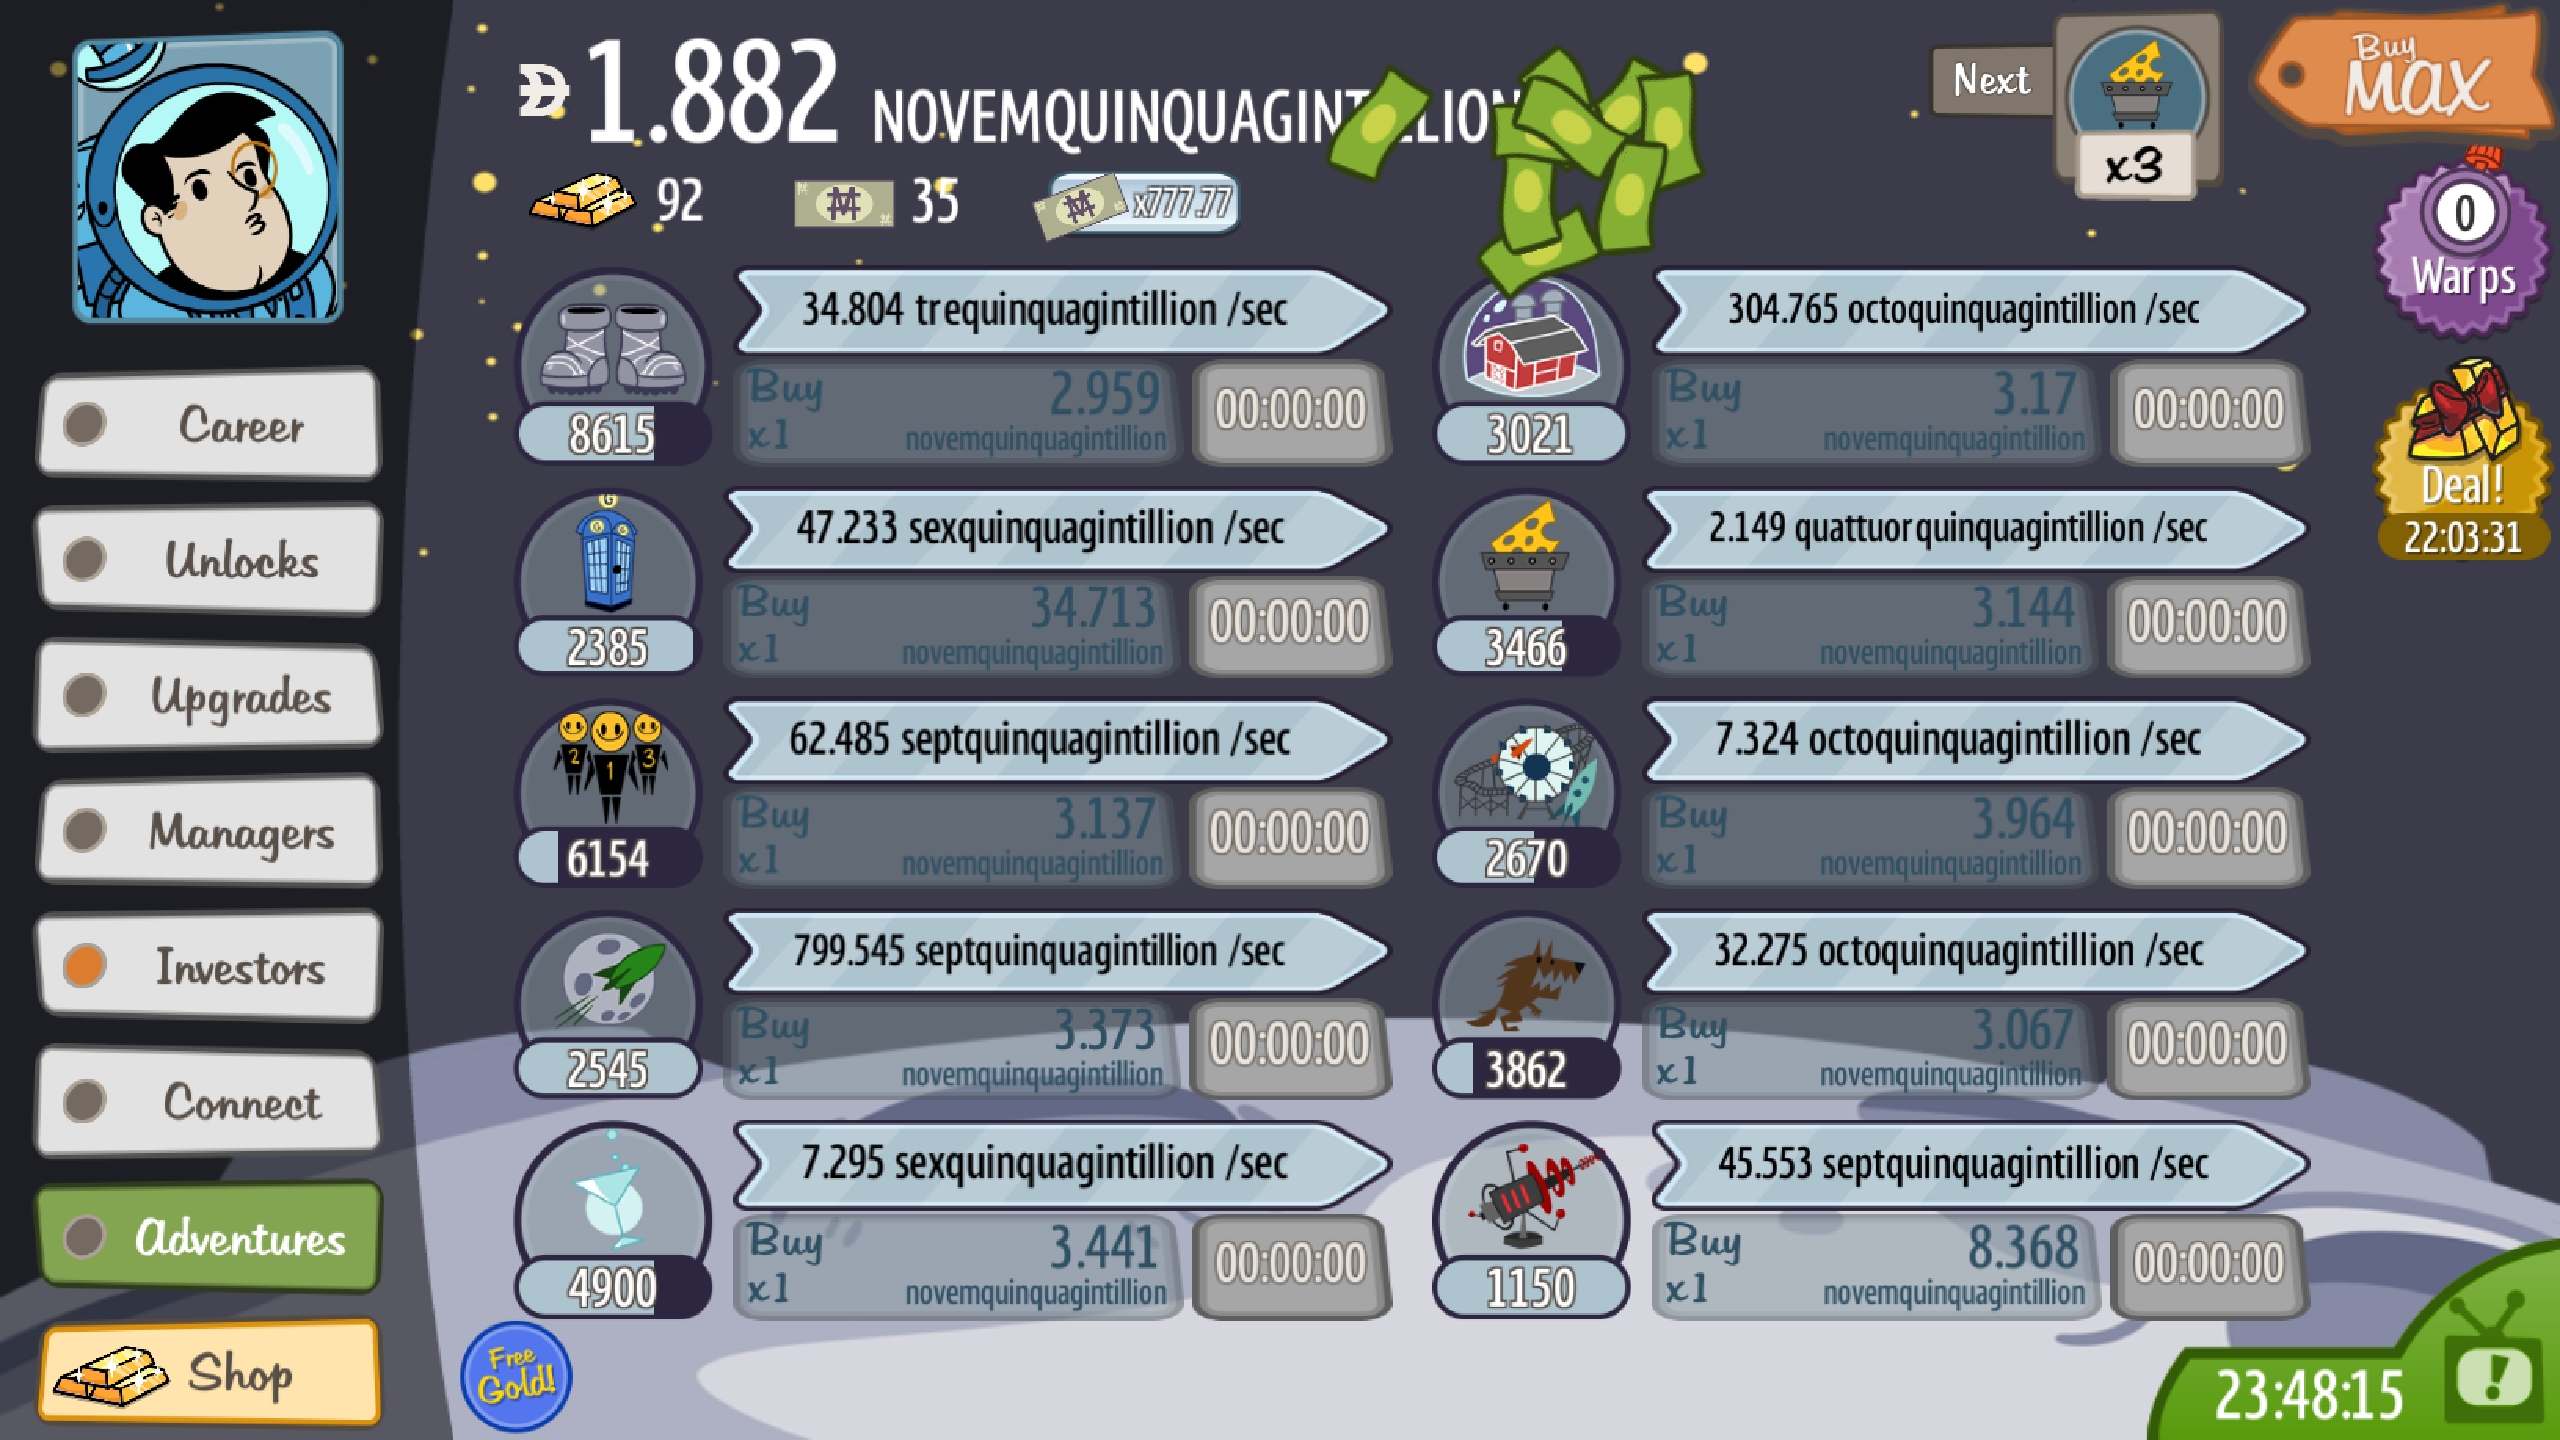 1.882 NOVEMQUINQUAGINTILLION
92
35
x777.77
Next
x3
Buy
MAX
0
Warps
Deal!
22:03:31
Career
Unlocks
Upgrades
Managers
Investors
Connect
Adventures
Shop
34.804 trequinquagintillion /sec
8615
Buy
x1
2.959
novemquinquagintillion
00:00:00
304.765 octoquinquagintillion /sec
3021
Buy
x1
3.17
novemquinquagintillion
00:00:00
G
G G
47.233 sexquinquagintillion /sec
2385
Buy
x1
34.713
novemquinquagintillion
00:00:00
2.149 quattuorquinquagintillion /sec
3466
Buy
x1
3.144
novemquinquagintillion
00:00:00
2 1 3
62.485 septquinquagintillion /sec
6154
Buy
x1
3.137
novemquinquagintillion
00:00:00
7.324 octoquinquagintillion /sec
2670
Buy
x1
3.964
novemquinquagintillion
00:00:00
799.545 septquinquagintillion /sec
2545
Buy
x1
3.373
novemquinquagintillion
00:00:00
32.275 octoquinquagintillion /sec
3862
Buy
x1
3.067
novemquinquagintillion
00:00:00
7.295 sexquinquagintillion /sec
4900
Buy
x1
3.441
novemquinquagintillion
00:00:00
45.553 septquinquagintillion /sec
1150
Buy
x1
8.368
novemquinquagintillion
00:00:00
Free
Gold!
23:48:15
!